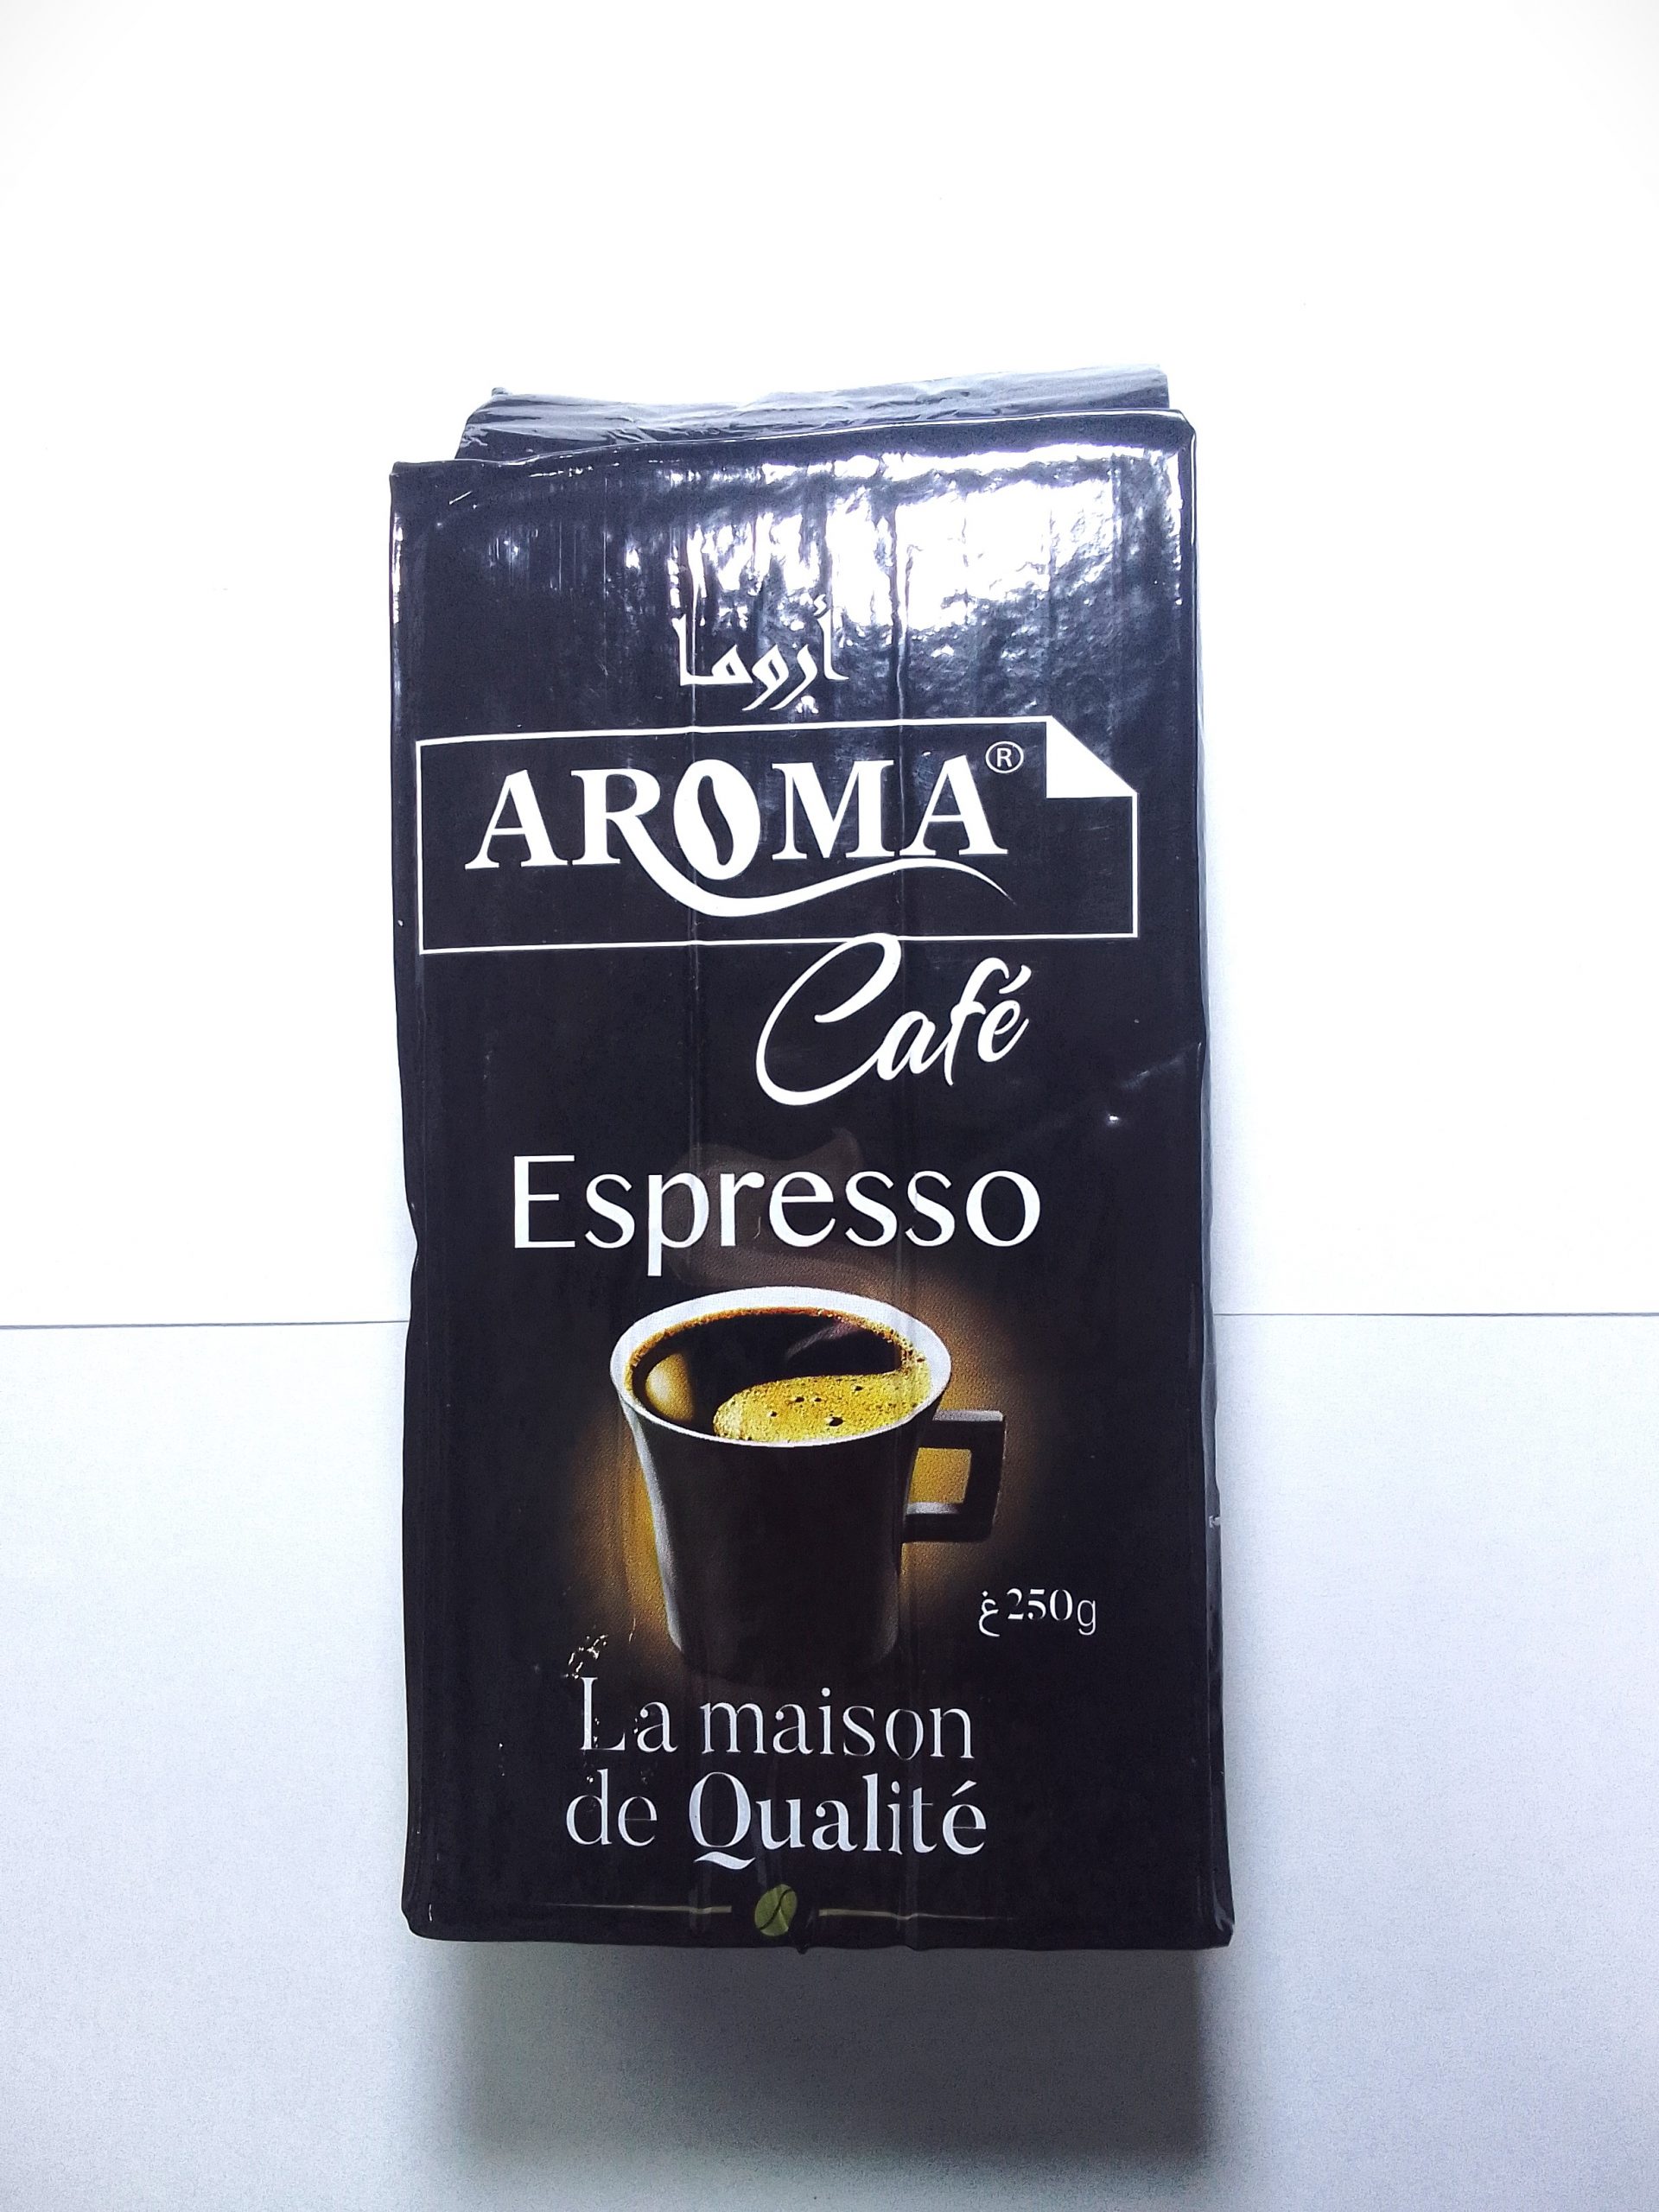 أروما
AROMA®
Café
Espresso
250g غ
La maison
de Qualité